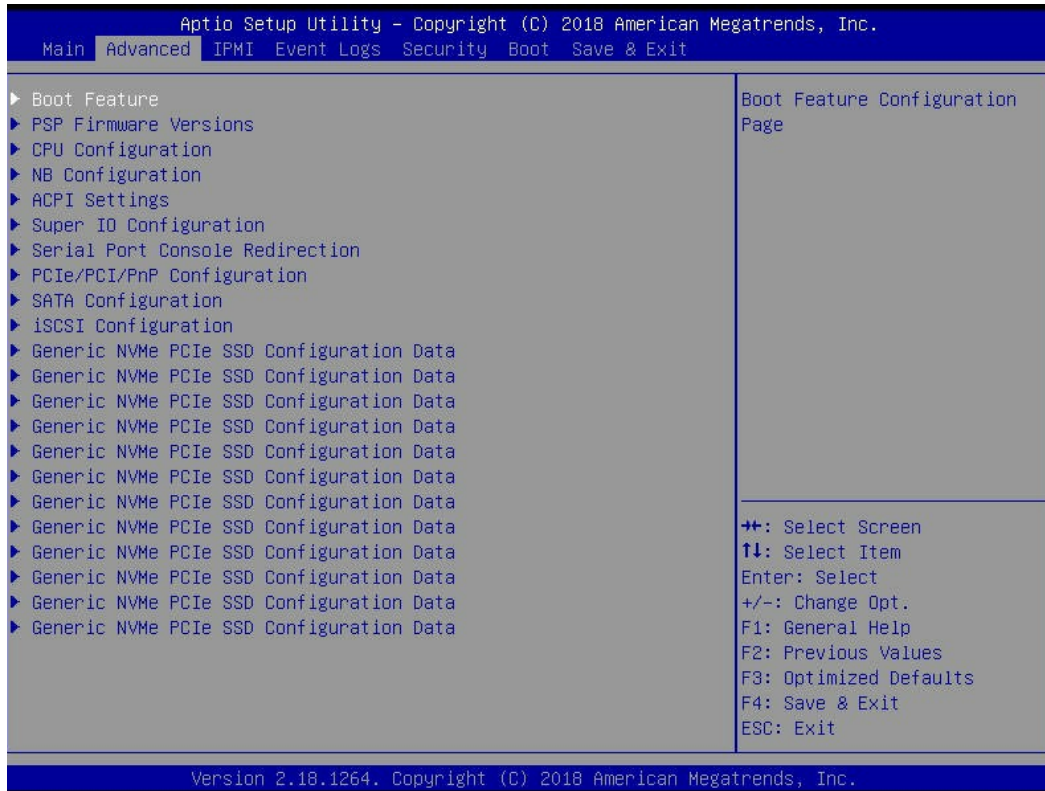 Aptio Setup Utility – Copyright (C) 2018 American Megatrends, Inc.
Main Advanced IPMI Event Logs Security Boot Save & Exit
▶ Boot Feature
▶ PSP Firmware Versions
▶ CPU Configuration
▶ NB Configuration
▶ ACPI Settings
▶ Super IO Configuration
▶ Serial Port Console Redirection
▶ PCIe/PCI/PnP Configuration
▶ SATA Configuration
▶ iSCSI Configuration
▶ Generic NVMe PCIe SSD Configuration Data
▶ Generic NVMe PCIe SSD Configuration Data
▶ Generic NVMe PCIe SSD Configuration Data
▶ Generic NVMe PCIe SSD Configuration Data
▶ Generic NVMe PCIe SSD Configuration Data
▶ Generic NVMe PCIe SSD Configuration Data
▶ Generic NVMe PCIe SSD Configuration Data
▶ Generic NVMe PCIe SSD Configuration Data
▶ Generic NVMe PCIe SSD Configuration Data
▶ Generic NVMe PCIe SSD Configuration Data
▶ Generic NVMe PCIe SSD Configuration Data
▶ Generic NVMe PCIe SSD Configuration Data
Boot Feature Configuration
Page
→←: Select Screen
↑↓: Select Item
Enter: Select
+/-: Change Opt.
F1: General Help
F2: Previous Values
F3: Optimized Defaults
F4: Save & Exit
ESC: Exit
Version 2.18.1264. Copyright (C) 2018 American Megatrends, Inc.